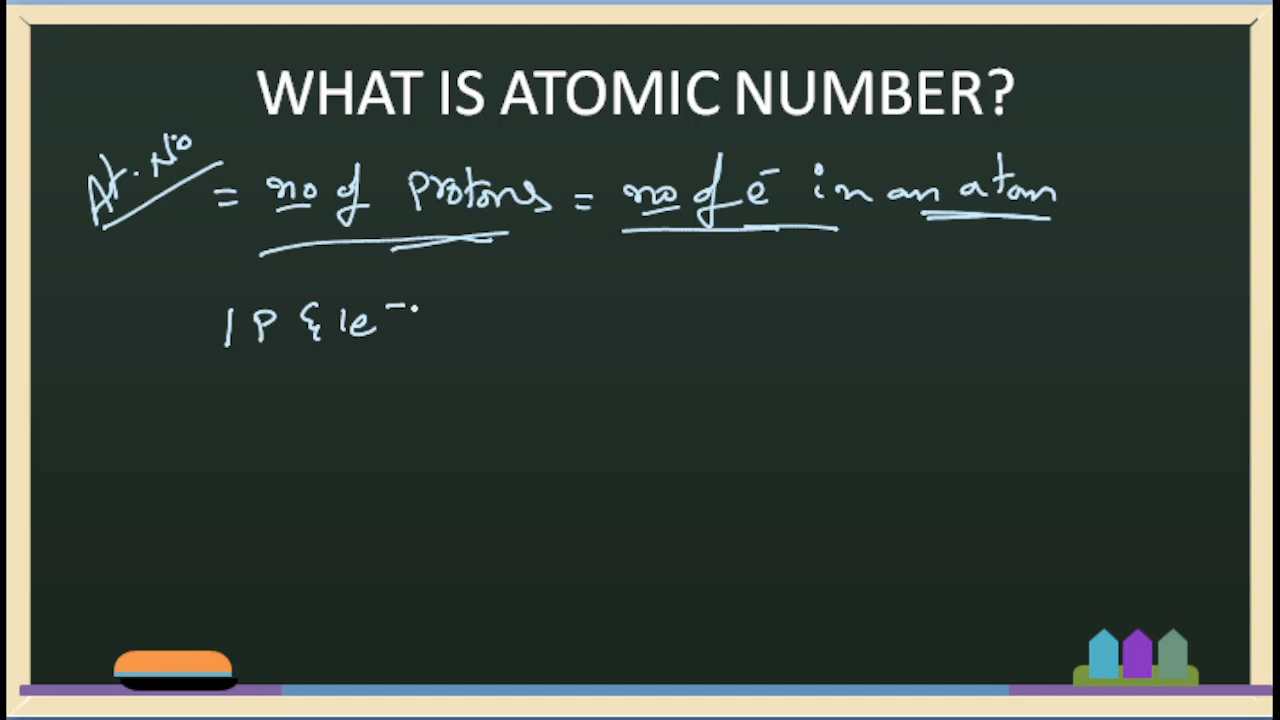 WHAT IS ATOMIC NUMBER?
At. No = no of protons = no of e⁻ in an atom
1 P & 1e⁻